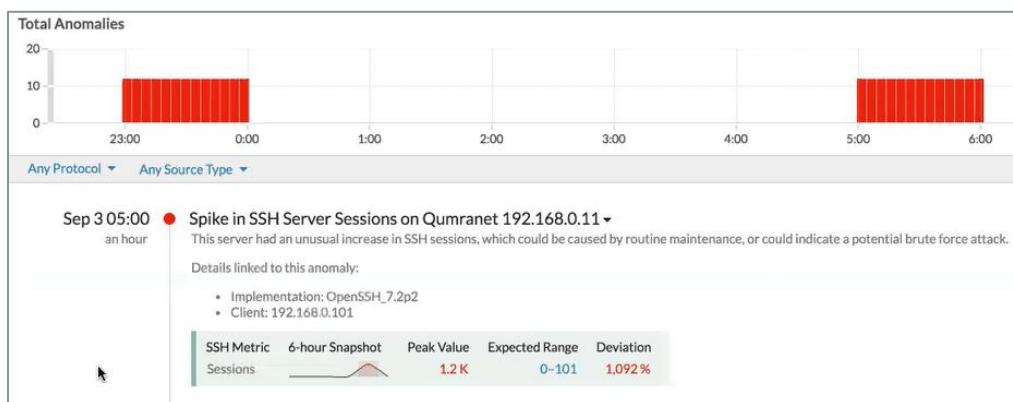 Total Anomalies
20
10
0
23:00 0:00 1:00 2:00 3:00 4:00 5:00 6:00
Any Protocol Any Source Type
Sep 3 05:00 Spike in SSH Server Sessions on Qumranet 192.168.0.11
an hour This server had an unusual increase in SSH sessions, which could be caused by routine maintenance, or could indicate a potential brute force attack.
Details linked to this anomaly:
• Implementation: OpenSSH_7.2p2
• Client: 192.168.0.101
SSH Metric 6-hour Snapshot Peak Value Expected Range Deviation
Sessions 1.2 K 0–101 1,092 %